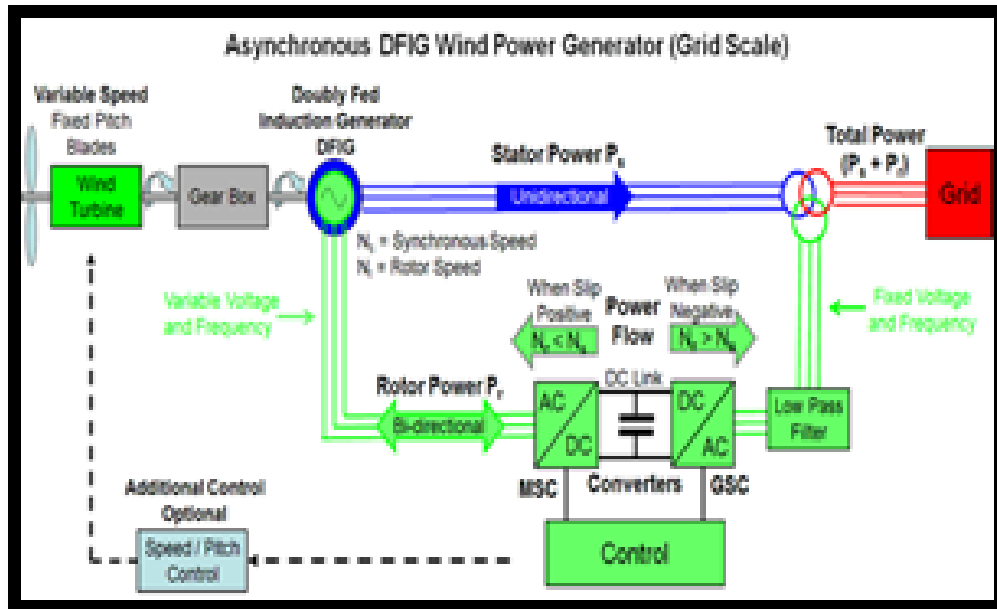 Asynchronous DFIG Wind Power Generator (Grid Scale)
Variable Speed
Fixed Pitch
Blades
Wind
Turbine
Gear Box
Doubly Fed
Induction Generator
DFIG
Stator Power Ps
Unidirectional
Total Power
(Ps + Pr)
Grid
Ns = Synchronous Speed
Nr = Rotor Speed
Variable Voltage
and Frequency
When Slip
Positive
Nr < Ns
Power
Flow
When Slip
Negative
Nr > Ns
Fixed Voltage
and Frequency
Rotor Power Pr
Bi-directional
AC
DC
DC Link
DC
AC
Low Pass
Filter
MSC
Converters
GSC
Control
Additional Control
Optional
Speed / Pitch
Control